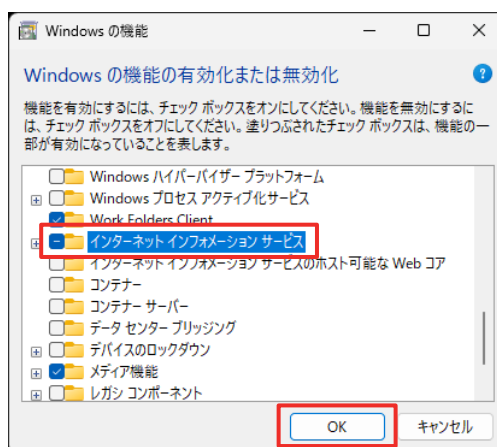 Windows の機能
Windows の機能の有効化または無効化
?
機能を有効にするには、チェック ボックスをオンにしてください。機能を無効にするに
は、チェック ボックスをオフにしてください。塗りつぶされたチェック ボックスは、機能の一
部が有効になっていることを表します。
Windows ハイパーバイザー プラットフォーム
Windows プロセス アクティブ化サービス
Work Folders Client
インターネット インフォメーション サービス
インターネット インフォメーション サービスのホスト可能な Web コア
コンテナー
コンテナー サーバー
データ センター ブリッジング
デバイスのロックダウン
メディア機能
レガシ コンポーネント
OK
キャンセル